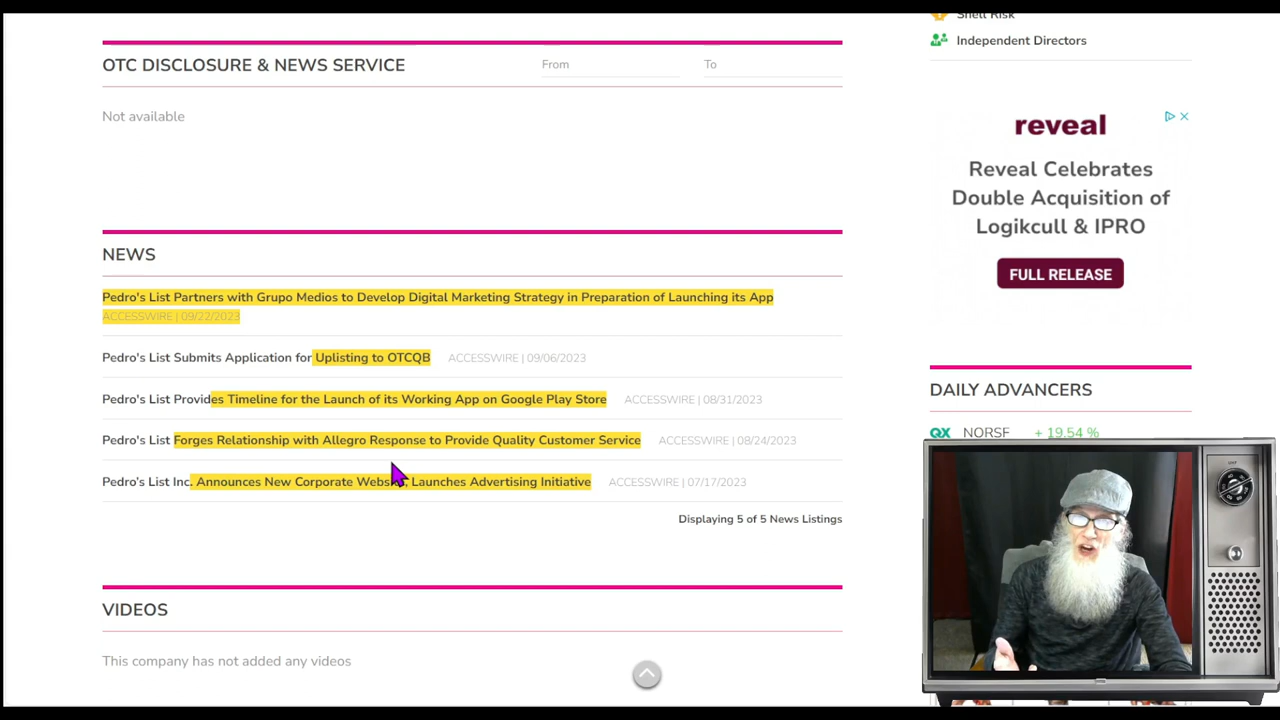 Shell Risk
Independent Directors
OTC DISCLOSURE & NEWS SERVICE
From
To
Not available
reveal
Reveal Celebrates
Double Acquisition of
Logikcull & IPRO
FULL RELEASE
NEWS
Pedro's List Partners with Grupo Medios to Develop Digital Marketing Strategy in Preparation of Launching its App
ACCESSWIRE | 09/22/2023
Pedro's List Submits Application for Uplisting to OTCQB ACCESSWIRE | 09/06/2023
Pedro's List Provides Timeline for the Launch of its Working App on Google Play Store ACCESSWIRE | 08/31/2023
Pedro's List Forges Relationship with Allegro Response to Provide Quality Customer Service ACCESSWIRE | 08/24/2023
Pedro's List Inc. Announces New Corporate Website, Launches Advertising Initiative ACCESSWIRE | 07/17/2023
Displaying 5 of 5 News Listings
DAILY ADVANCERS
QX NORSF + 19.54 %
VIDEOS
This company has not added any videos